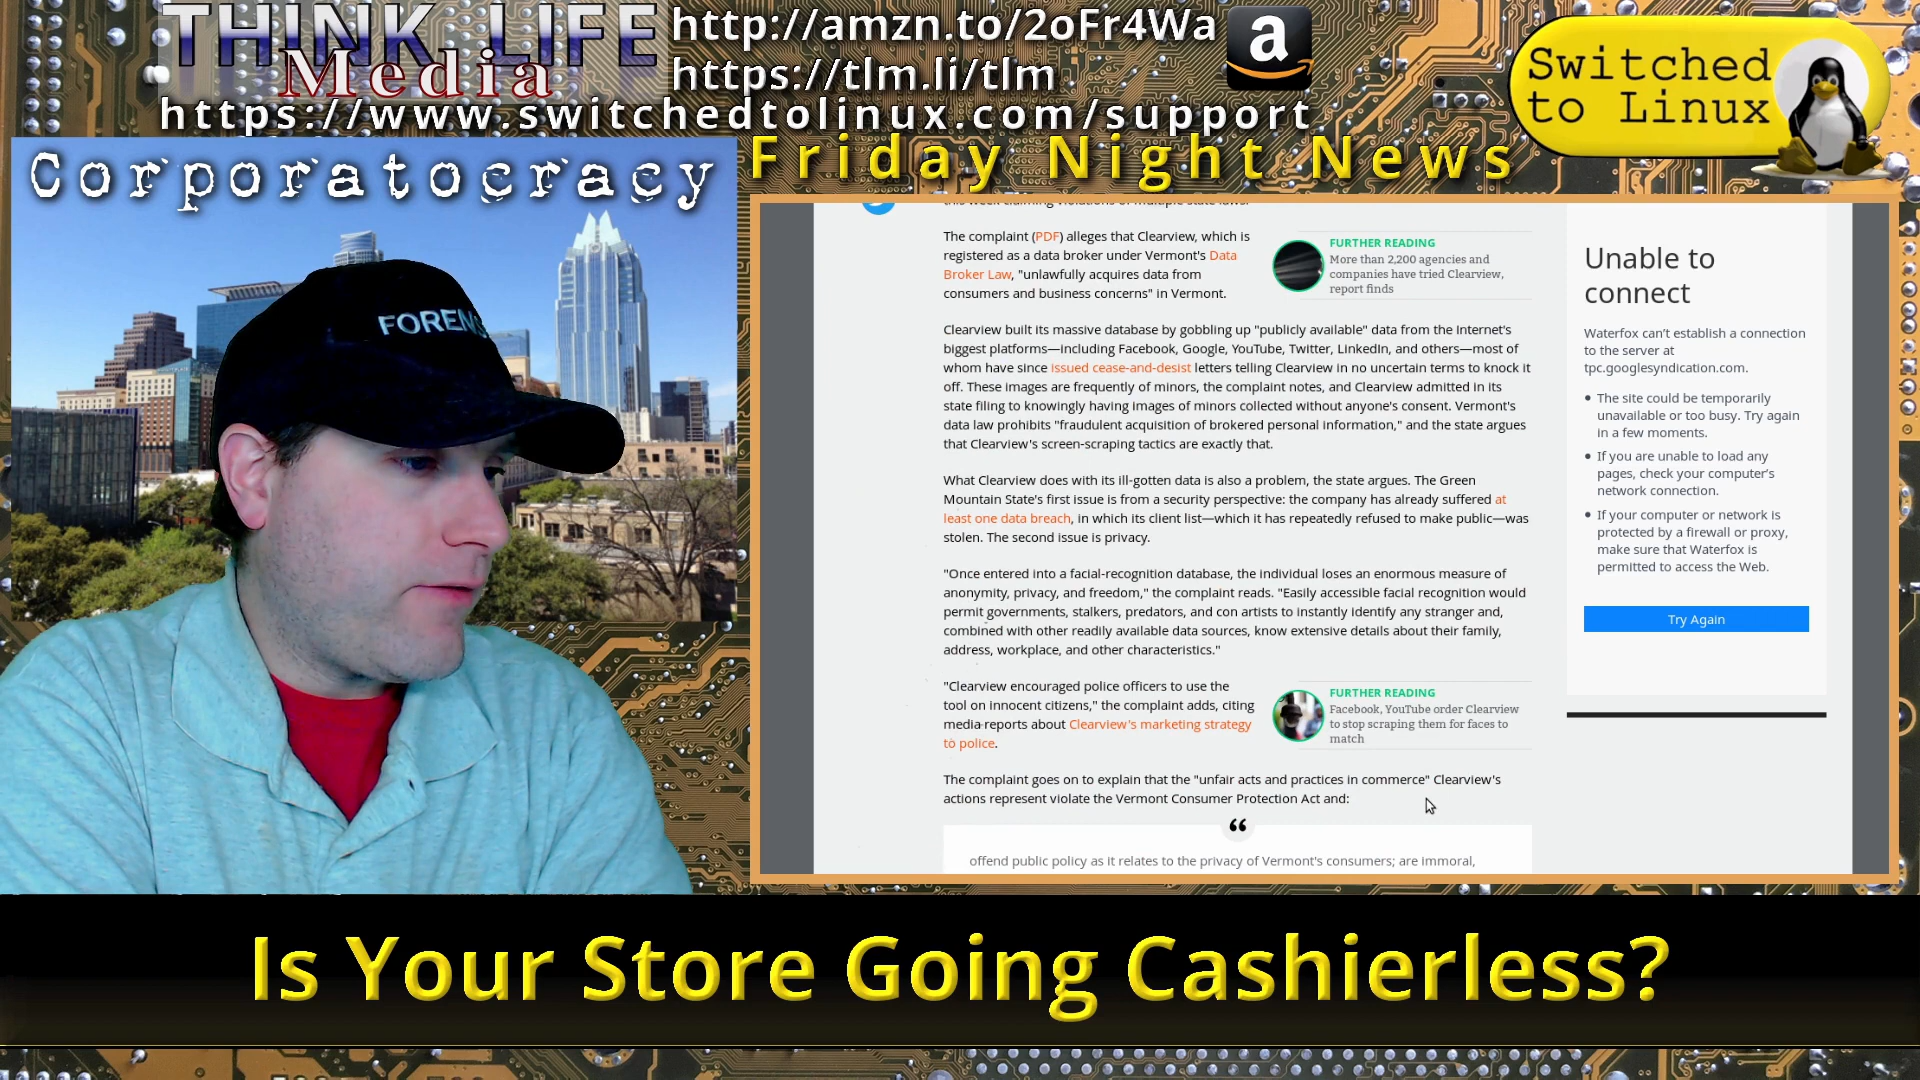 THINK LIFE
Media
http://amzn.to/2oFr4Wa
a
https://tlm.li/tlm
https://www.switchedtolinux.com/support
Switched
to Linux
Corporatocracy
Friday Night News
FORENS
this week claiming violations of multiple state laws.
The complaint (PDF) alleges that Clearview, which is
registered as a data broker under Vermont's Data
Broker Law, "unlawfully acquires data from
consumers and business concerns" in Vermont.
FURTHER READING
More than 2,200 agencies and
companies have tried Clearview,
report finds
Clearview built its massive database by gobbling up "publicly available" data from the Internet's
biggest platforms—including Facebook, Google, YouTube, Twitter, LinkedIn, and others—most of
whom have since issued cease-and-desist letters telling Clearview in no uncertain terms to knock it
off. These images are frequently of minors, the complaint notes, and Clearview admitted in its
state filing to knowingly having images of minors collected without anyone's consent. Vermont's
data law prohibits "fraudulent acquisition of brokered personal information," and the state argues
that Clearview's screen-scraping tactics are exactly that.
What Clearview does with its ill-gotten data is also a problem, the state argues. The Green
Mountain State's first issue is from a security perspective: the company has already suffered at
least one data breach, in which its client list—which it has repeatedly refused to make public—was
stolen. The second issue is privacy.
"Once entered into a facial-recognition database, the individual loses an enormous measure of
anonymity, privacy, and freedom," the complaint reads. "Easily accessible facial recognition would
permit governments, stalkers, predators, and con artists to instantly identify any stranger and,
combined with other readily available data sources, know extensive details about their family,
address, workplace, and other characteristics."
"Clearview encouraged police officers to use the
tool on innocent citizens," the complaint adds, citing
media reports about Clearview's marketing strategy
to police.
FURTHER READING
Facebook, YouTube order Clearview
to stop scraping them for faces to
match
The complaint goes on to explain that the "unfair acts and practices in commerce" Clearview's
actions represent violate the Vermont Consumer Protection Act and:
“
offend public policy as it relates to the privacy of Vermont's consumers; are immoral,
Unable to
connect
Waterfox can’t establish a connection
to the server at
tpc.googlesyndication.com.
• The site could be temporarily
unavailable or too busy. Try again
in a few moments.
• If you are unable to load any
pages, check your computer’s
network connection.
• If your computer or network is
protected by a firewall or proxy,
make sure that Waterfox is
permitted to access the Web.
Try Again
Is Your Store Going Cashierless?